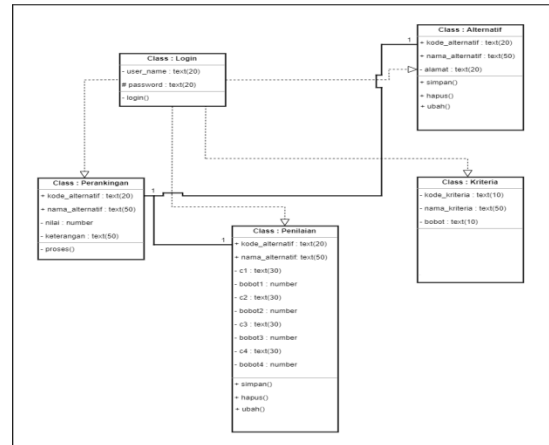 Class : Login
- user_name : text(20)
# password : text(20)
- login()
Class : Alternatif
+ kode_alternatif : text(20)
+ nama_alternatif : text(50)
- alamat : text(20)
+ simpan()
+ hapus()
+ ubah()
1
Class : Perankingan
+ kode_alternatif : text(20)
+ nama_alternatif : text(50)
- nilai : number
- keterangan : text(50)
- proses()
1
Class : Kriteria
- kode_kriteria : text(10)
- nama_kriteria : text(50)
- bobot : text(10)
1
Class : Penilaian
+ kode_alternatif : text(20)
+ nama_alternatif: text(50)
- c1 : text(30)
- bobot1 : number
- c2 : text(30)
- bobot2 : number
- c3 : text(30)
- bobot3 : number
- c4 : text(30)
- bobot4 : number
+ simpan()
+ hapus()
+ ubah()